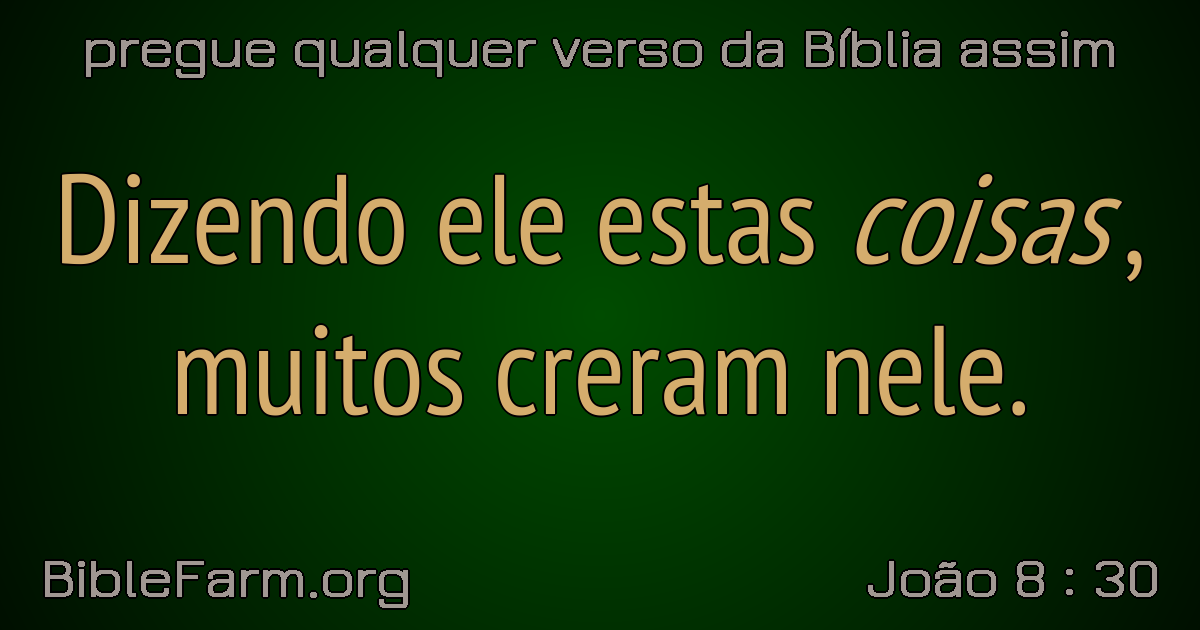 pregue qualquer verso da Bíblia assim
Dizendo ele estas coisas,
muitos creram nele.
BibleFarm.org
João 8 : 30